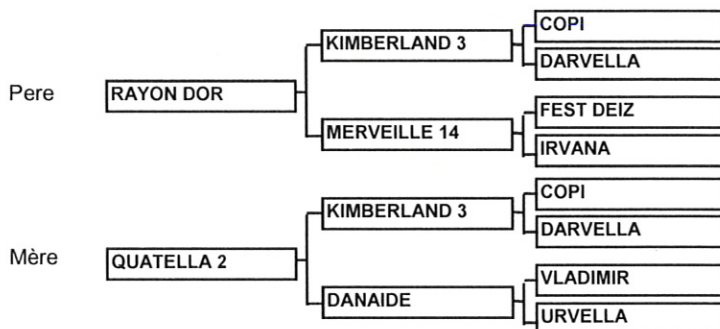 COPI
KIMBERLAND 3
DARVELLA
Pere
RAYON DOR
FEST DEIZ
MERVEILLE 14
IRVANA
COPI
KIMBERLAND 3
DARVELLA
Mère
QUATELLA 2
VLADIMIR
DANAIDE
URVELLA